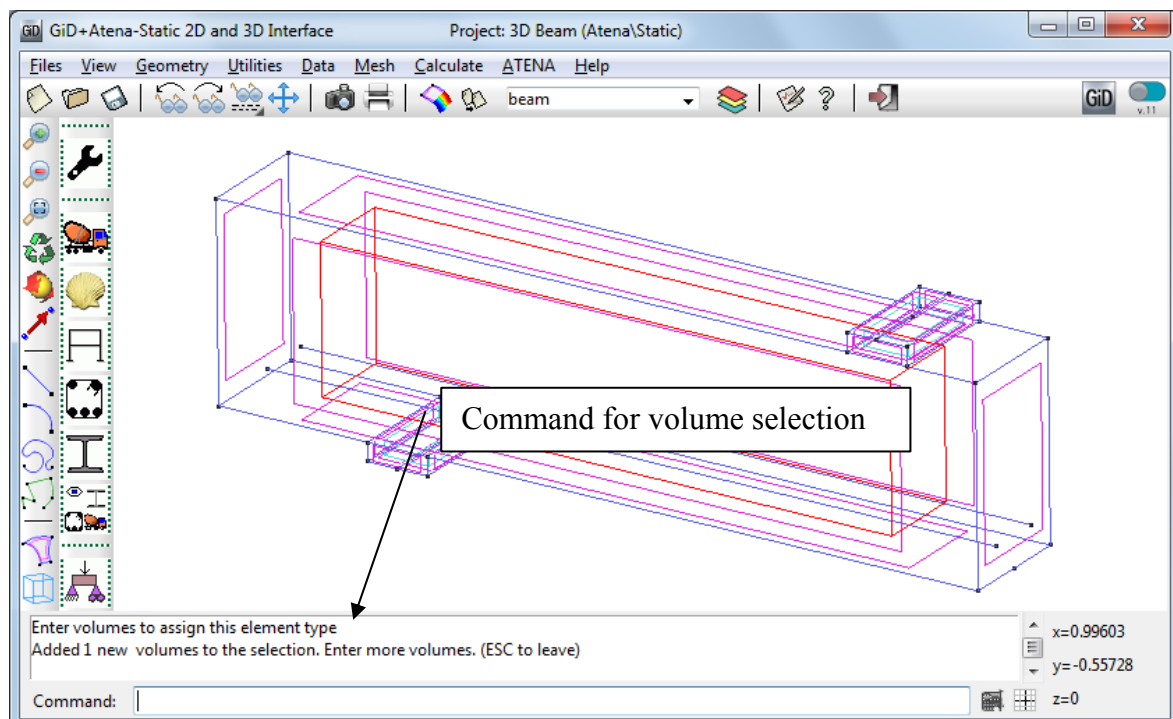 GiD GiD+Atena-Static 2D and 3D Interface Project: 3D Beam (Atena\Static)
Files View Geometry Utilities Data Mesh Calculate ATENA Help
beam
GiD
v.11
Command for volume selection
Enter volumes to assign this element type
Added 1 new volumes to the selection. Enter more volumes. (ESC to leave)
x=0.99603
y=-0.55728
Command:
z=0